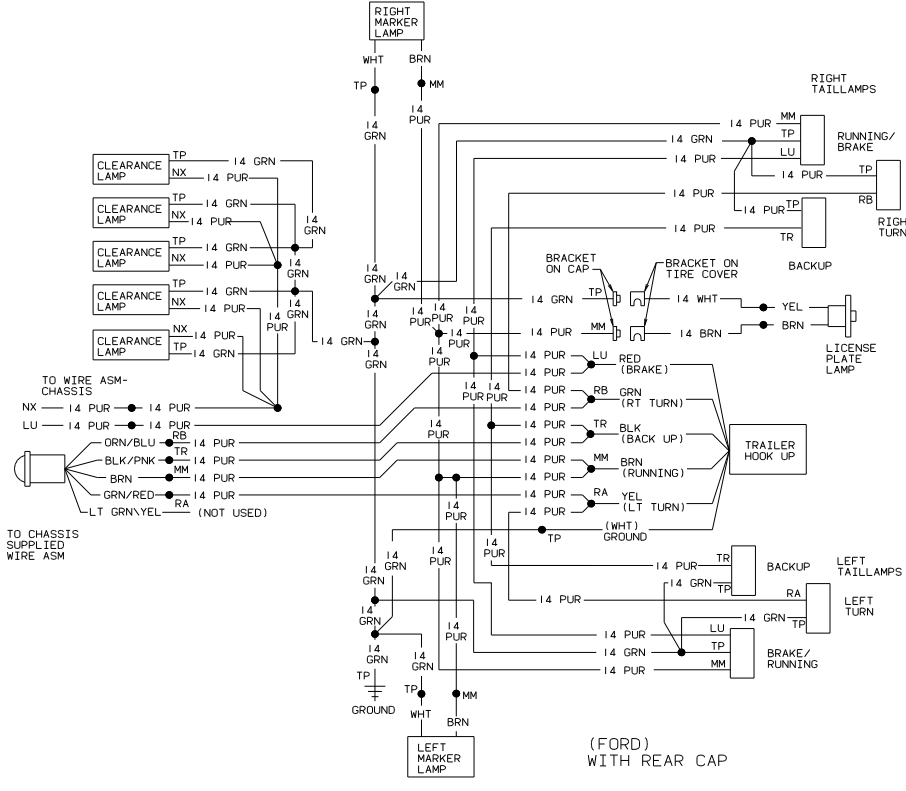 RIGHT
MARKER
LAMP
WHT
BRN
TP
MM
14
GRN
14
PUR
RIGHT
TAILLAMPS
14 PUR
MM
14 GRN
TP
14 PUR
LU
RUNNING/
BRAKE
14 PUR
TP
14 PUR
RB
RIGH
TURN
14 PUR
TP
14 PUR
TR
BACKUP
CLEARANCE
LAMP
TP
14 GRN
NX
14 PUR
CLEARANCE
LAMP
TP
14 GRN
NX
14 PUR
CLEARANCE
LAMP
TP
14 GRN
NX
14 PUR
CLEARANCE
LAMP
TP
14 GRN
NX
14 PUR
CLEARANCE
LAMP
NX
14 PUR
TP
14 GRN
14
GRN
14
GRN
14
GRN
14
PUR
14 GRN
14
GRN
14
GRN
14
GRN
14
PUR
14
PUR
14
PUR
14
PUR
14
PUR
BRACKET
ON CAP
BRACKET ON
TIRE COVER
14 GRN
TP
14 WHT
YEL
14 PUR
MM
14 BRN
BRN
LICENSE
PLATE
LAMP
TO WIRE ASM-
CHASSIS
NX
14 PUR
14 PUR
LU
14 PUR
14 PUR
ORN/BLU
RB
14 PUR
BLK/PNK
TR
14 PUR
BRN
MM
14 PUR
GRN/RED
14 PUR
LT GRN\YEL
RA
(NOT USED)
TO CHASSIS
SUPPLIED
WIRE ASM
14
PUR
14
PUR
14
PUR
14 PUR
14 PUR
LU
RED
(BRAKE)
14 PUR
14 PUR
RB
GRN
(RT TURN)
14 PUR
14 PUR
TR
BLK
(BACK UP)
14 PUR
14 PUR
MM
BRN
(RUNNING)
14 PUR
14 PUR
RA
YEL
(LT TURN)
TP
(WHT)
GROUND
TRAILER
HOOK UP
14
PUR
14
PUR
14
PUR
14
GRN
14
GRN
14
GRN
14
GRN
14
GRN
14
PUR
TP
GROUND
TP
MM
WHT
BRN
LEFT
MARKER
LAMP
14 PUR
TR
BACKUP
14 GRN
TP
LEFT
TAILLAMPS
14 PUR
RA
LEFT
TURN
14 GRN
TP
14 PUR
LU
14 GRN
TP
14 PUR
MM
BRAKE/
RUNNING
(FORD)
WITH REAR CAP